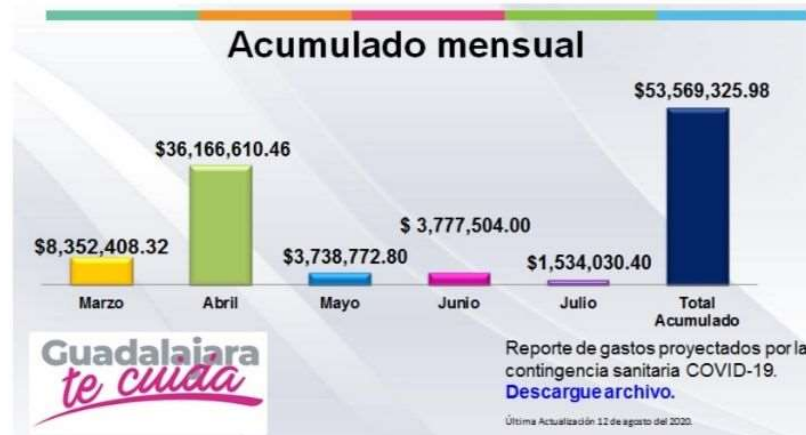 Acumulado mensual
$53,569,325.98
$36,166,610.46
$ 3,777,504.00
$8,352,408.32
$3,738,772.80
$1,534,030.40
Marzo
Abril
Mayo
Junio
Julio
Total
Acumulado
Guadalajara
te cuida
Reporte de gastos proyectados por la
contingencia sanitaria COVID-19.
Descargue archivo.
Última Actualización 12 de agosto del 2020.